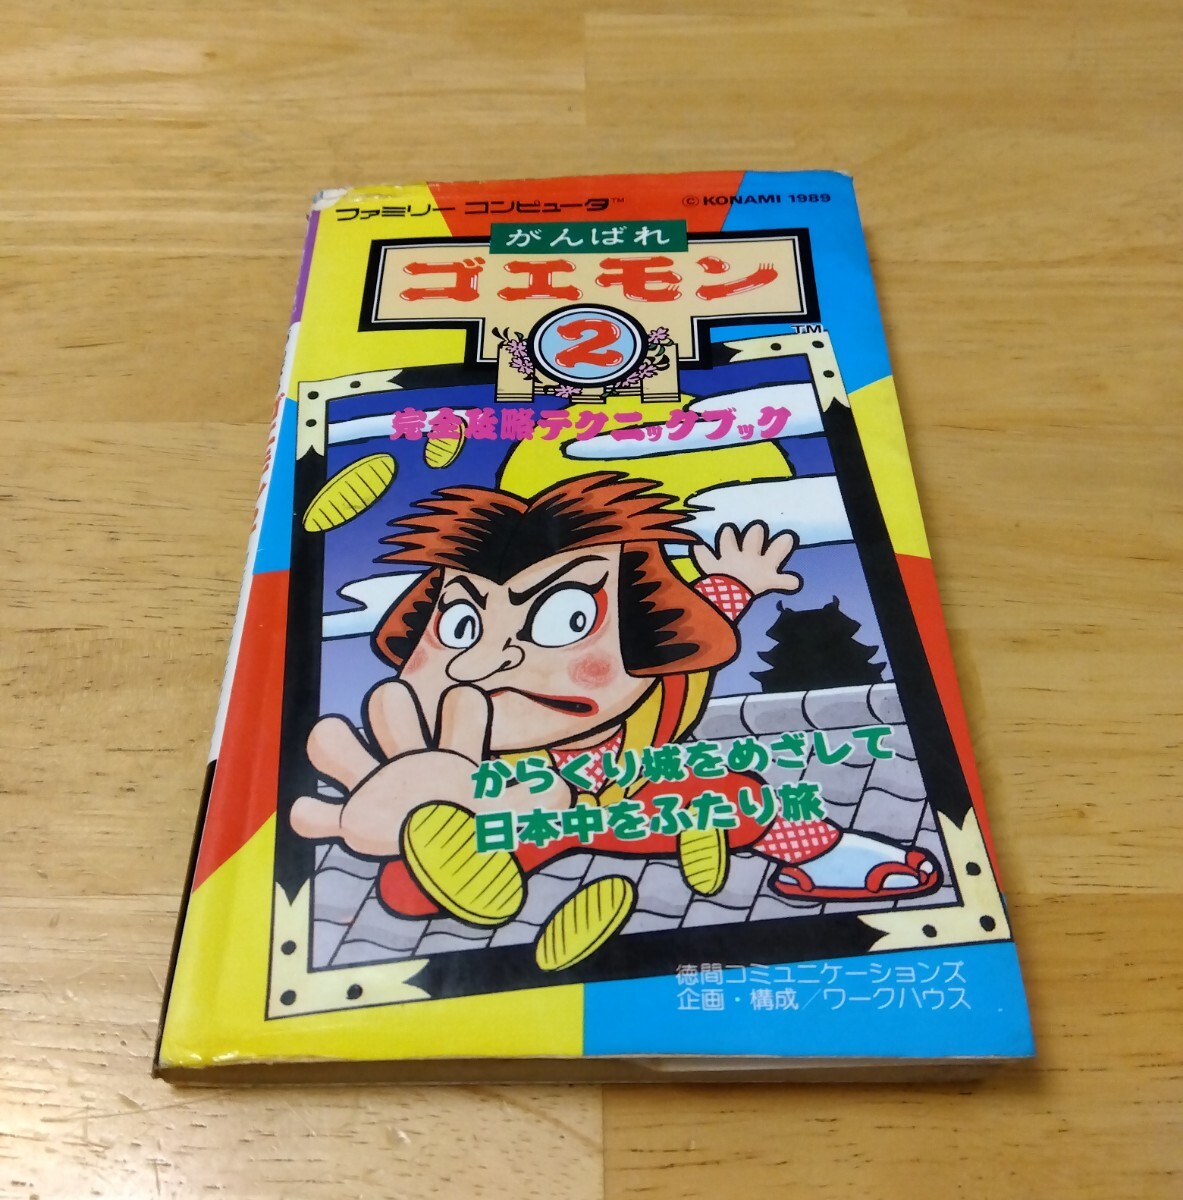 ファミリー コンピュータ™
©KONAMI 1989
がんばれ
ゴエモン
2
TM
完全攻略テクニックブック
からくり城をめざして
日本中をふたり旅
徳間コミュニケーションズ
企画・構成/ワークハウス